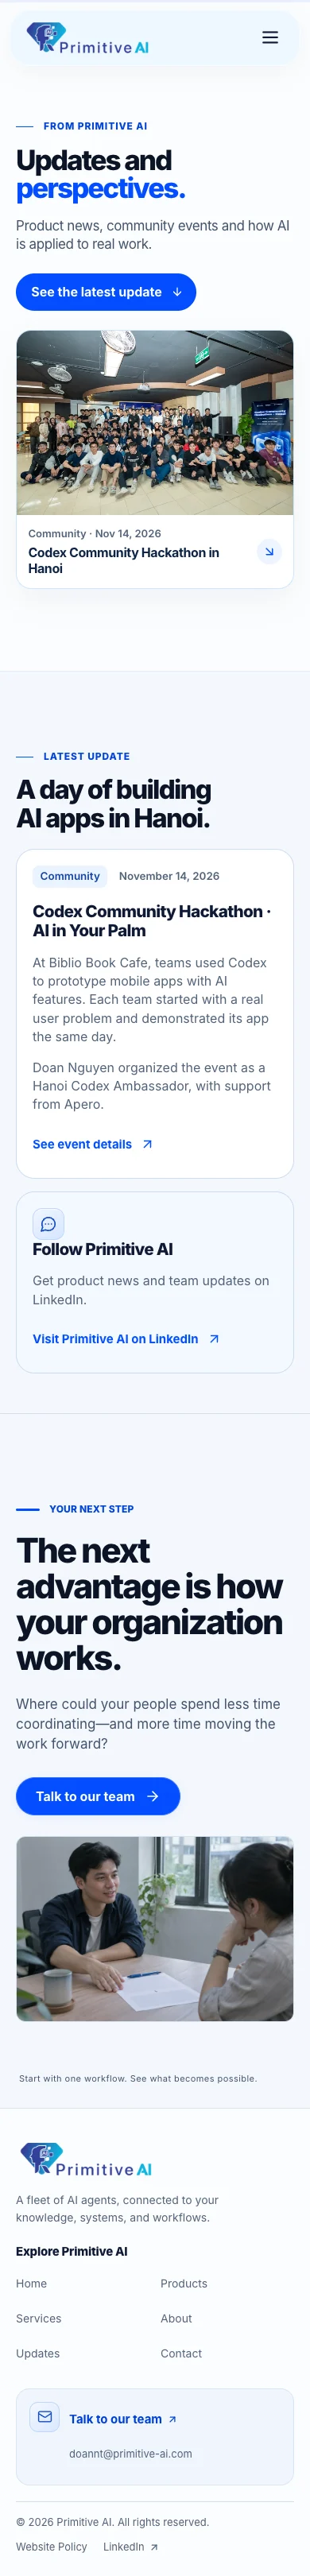 Primitive AI
FROM PRIMITIVE AI
Updates and
perspectives.
Product news, community events and how AI
is applied to real work.
See the latest update ↓
Community · Nov 14, 2026
Codex Community Hackathon in
Hanoi
LATEST UPDATE
A day of building
AI apps in Hanoi.
Community November 14, 2026
Codex Community Hackathon ·
AI in Your Palm
At Biblio Book Cafe, teams used Codex
to prototype mobile apps with AI
features. Each team started with a real
user problem and demonstrated its app
the same day.
Doan Nguyen organized the event as a
Hanoi Codex Ambassador, with support
from Apero.
See event details ↗
Follow Primitive AI
Get product news and team updates on
LinkedIn.
Visit Primitive AI on LinkedIn ↗
YOUR NEXT STEP
The next
advantage is how
your organization
works.
Where could your people spend less time
coordinating—and more time moving the
work forward?
Talk to our team →
Start with one workflow. See what becomes possible.
Primitive AI
A fleet of AI agents, connected to your
knowledge, systems, and workflows.
Explore Primitive AI
Home Products
Services About
Updates Contact
Talk to our team ↗
doannt@primitive-ai.com
© 2026 Primitive AI. All rights reserved.
Website Policy LinkedIn ↗